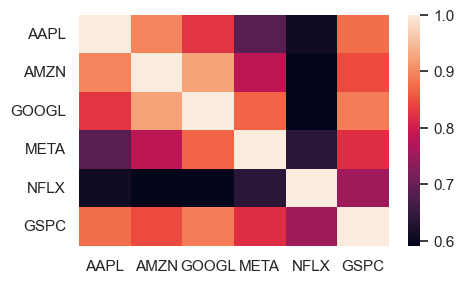 AAPL
AMZN
GOOGL
META
NFLX
GSPC
AAPL AMZN GOOGL META NFLX GSPC
1.0
0.9
0.8
0.7
0.6